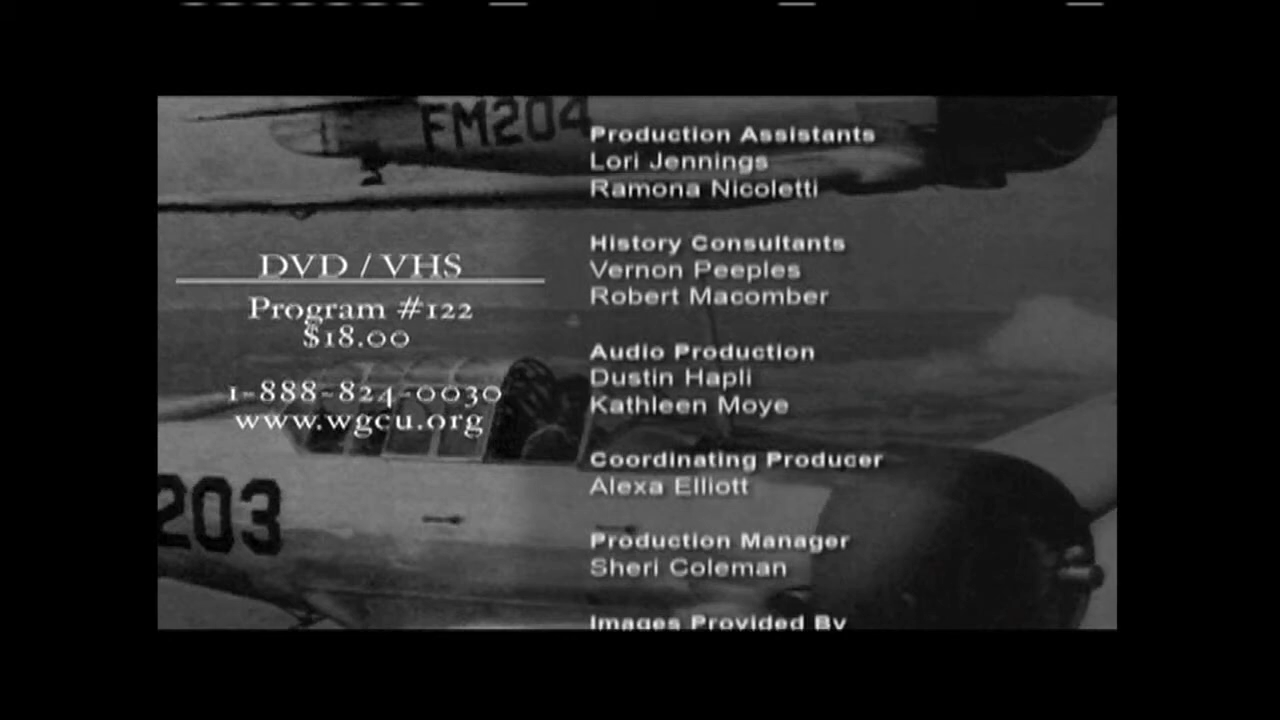 FM204
203
DVD / VHS
Program #122
$18.00
1-888-824-0030
www.wgcu.org
Production Assistants
Lori Jennings
Ramona Nicoletti
History Consultants
Vernon Peeples
Robert Macomber
Audio Production
Dustin Hapli
Kathleen Moye
Coordinating Producer
Alexa Elliott
Production Manager
Sheri Coleman
Images Provided By